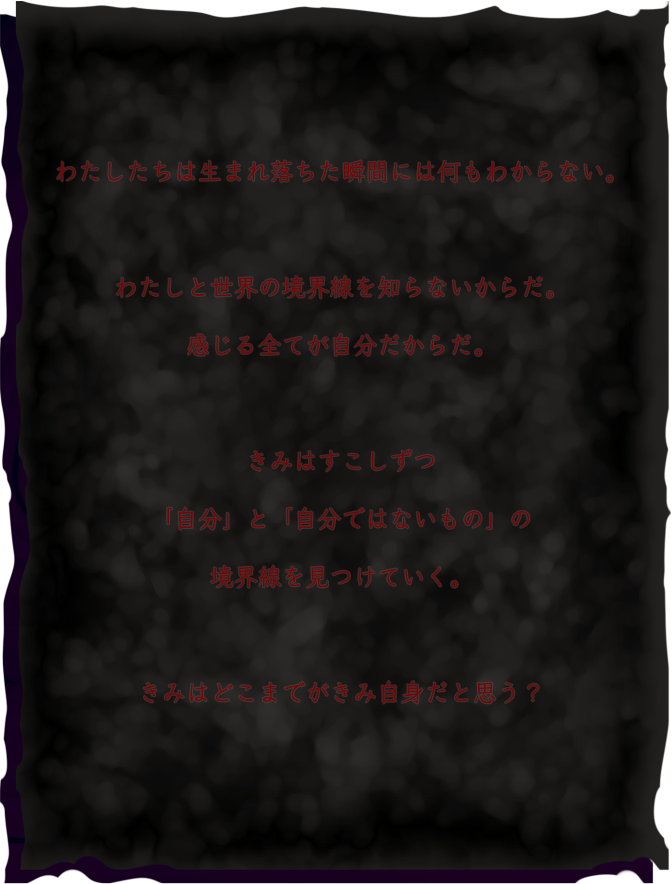 わたしたちは生まれ落ちた瞬間には何もわからない。
わたしと世界の境界線を知らないからだ。
感じる全てが自分だからだ。
きみはすこしずつ
「自分」と「自分ではないもの」の
境界線を見つけていく。
きみはどこまでがきみ自身だと思う？